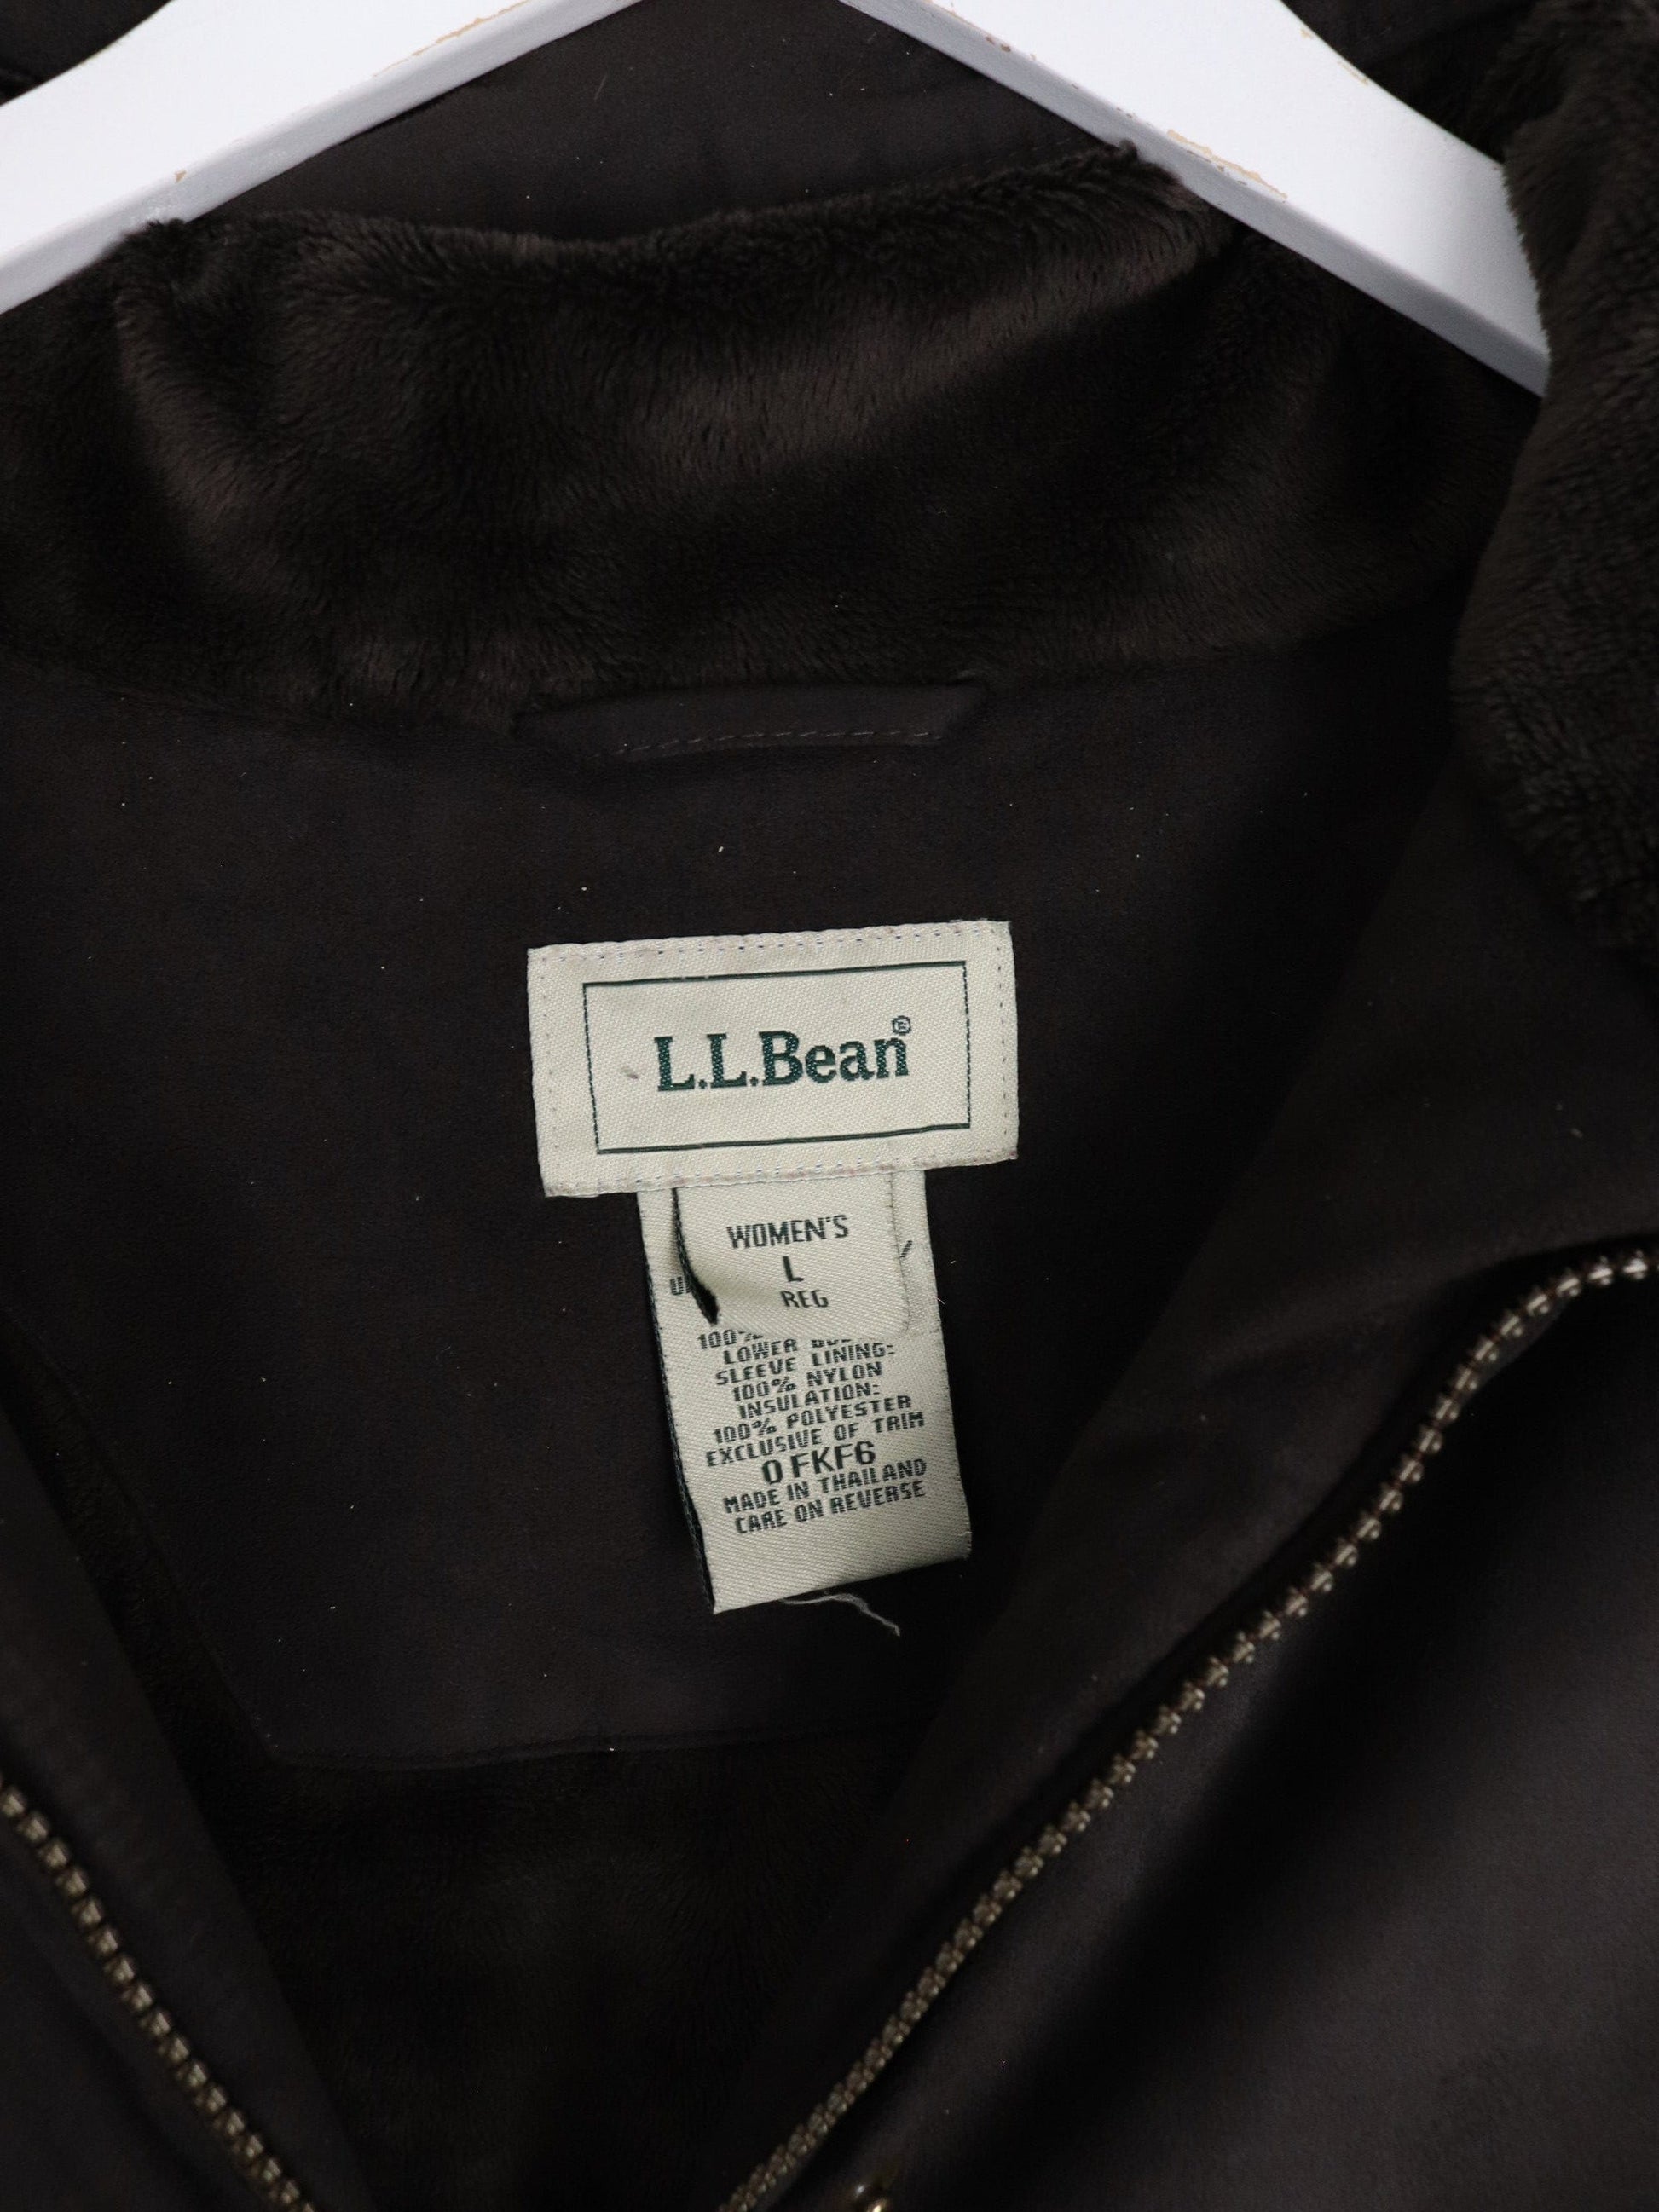 L.L.Bean®
WOMEN'S
L
REG
100%
LOWER
SLEEVE LINING:
100% NYLON
INSULATION:
100% POLYESTER
EXCLUSIVE OF TRIM
0 FKF6
MADE IN THAILAND
CARE ON REVERSE